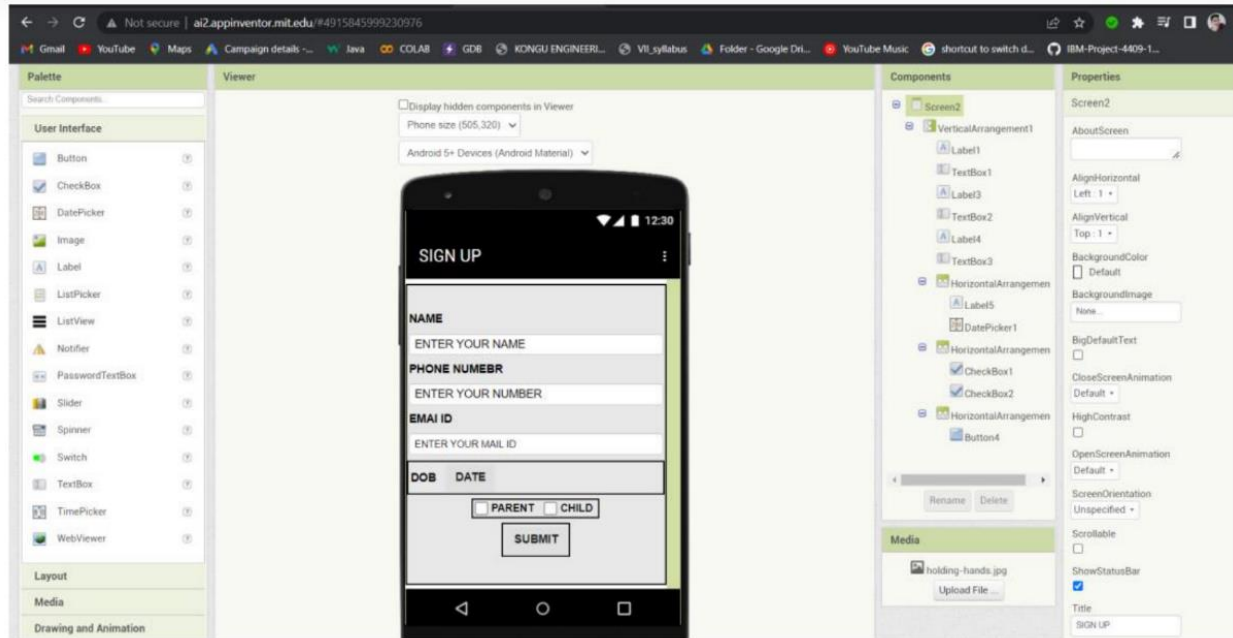 Not secure | ai2.appinventor.mit.edu/#4915845999230976
Gmail YouTube Maps Campaign details -... Java COLAB GDB KONGU ENGINEERI... VII_syllabus Folder - Google Dri... YouTube Music shortcut to switch d... IBM-Project-4409-1...
Palette
Search Components...
User Interface
Button
CheckBox
DatePicker
Image
Label
ListPicker
ListView
Notifier
PasswordTextBox
Slider
Spinner
Switch
TextBox
TimePicker
WebViewer
Layout
Media
Drawing and Animation
Viewer
Display hidden components in Viewer
Phone size (505,320)
Android 5+ Devices (Android Material)
12:30
SIGN UP
NAME
ENTER YOUR NAME
PHONE NUMEBR
ENTER YOUR NUMBER
EMAI ID
ENTER YOUR MAIL ID
DOB DATE
PARENT CHILD
SUBMIT
Components
Screen2
VerticalArrangement1
Label1
TextBox1
Label3
TextBox2
Label4
TextBox3
HorizontalArrangemen
Label5
DatePicker1
HorizontalArrangemen
CheckBox1
CheckBox2
HorizontalArrangemen
Button4
Rename Delete
Media
holding-hands.jpg
Upload File ...
Properties
Screen2
AboutScreen
AlignHorizontal
Left : 1
AlignVertical
Top : 1
BackgroundColor
Default
BackgroundImage
None...
BigDefaultText
CloseScreenAnimation
Default
HighContrast
OpenScreenAnimation
Default
ScreenOrientation
Unspecified
Scrollable
ShowStatusBar
Title
SIGN UP